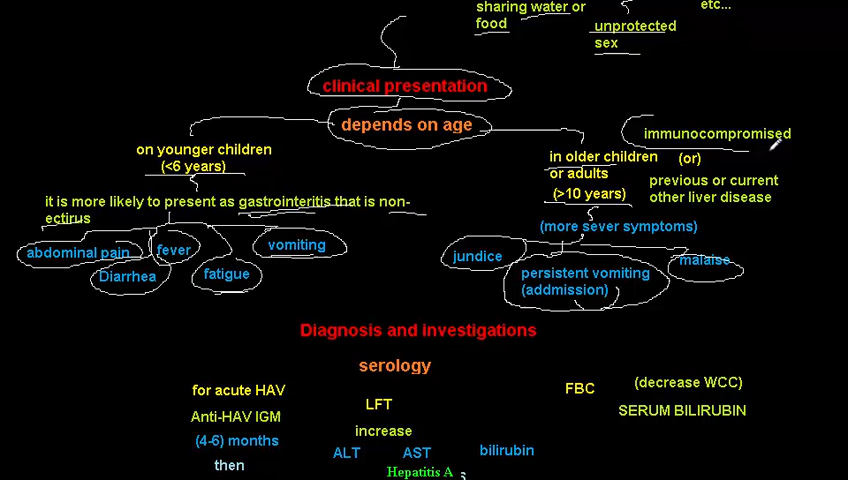 sharing water or
food
etc...
unprotected
sex
clinical presentation
depends on age
on younger children
(<6 years)
it is more likely to present as gastrointeritis that is non-
ectirus
abdominal pain
fever
vomiting
Diarrhea
fatigue
immunocompromised
in older children
(or)
or adults
(>10 years)
previous or current
other liver disease
(more sever symptoms)
jundice
persistent vomiting
(addmission)
malaise
Diagnosis and investigations
serology
for acute HAV
Anti-HAV IGM
(4-6) months
then
LFT
increase
ALT
AST
bilirubin
FBC
(decrease WCC)
SERUM BILIRUBIN
Hepatitis A